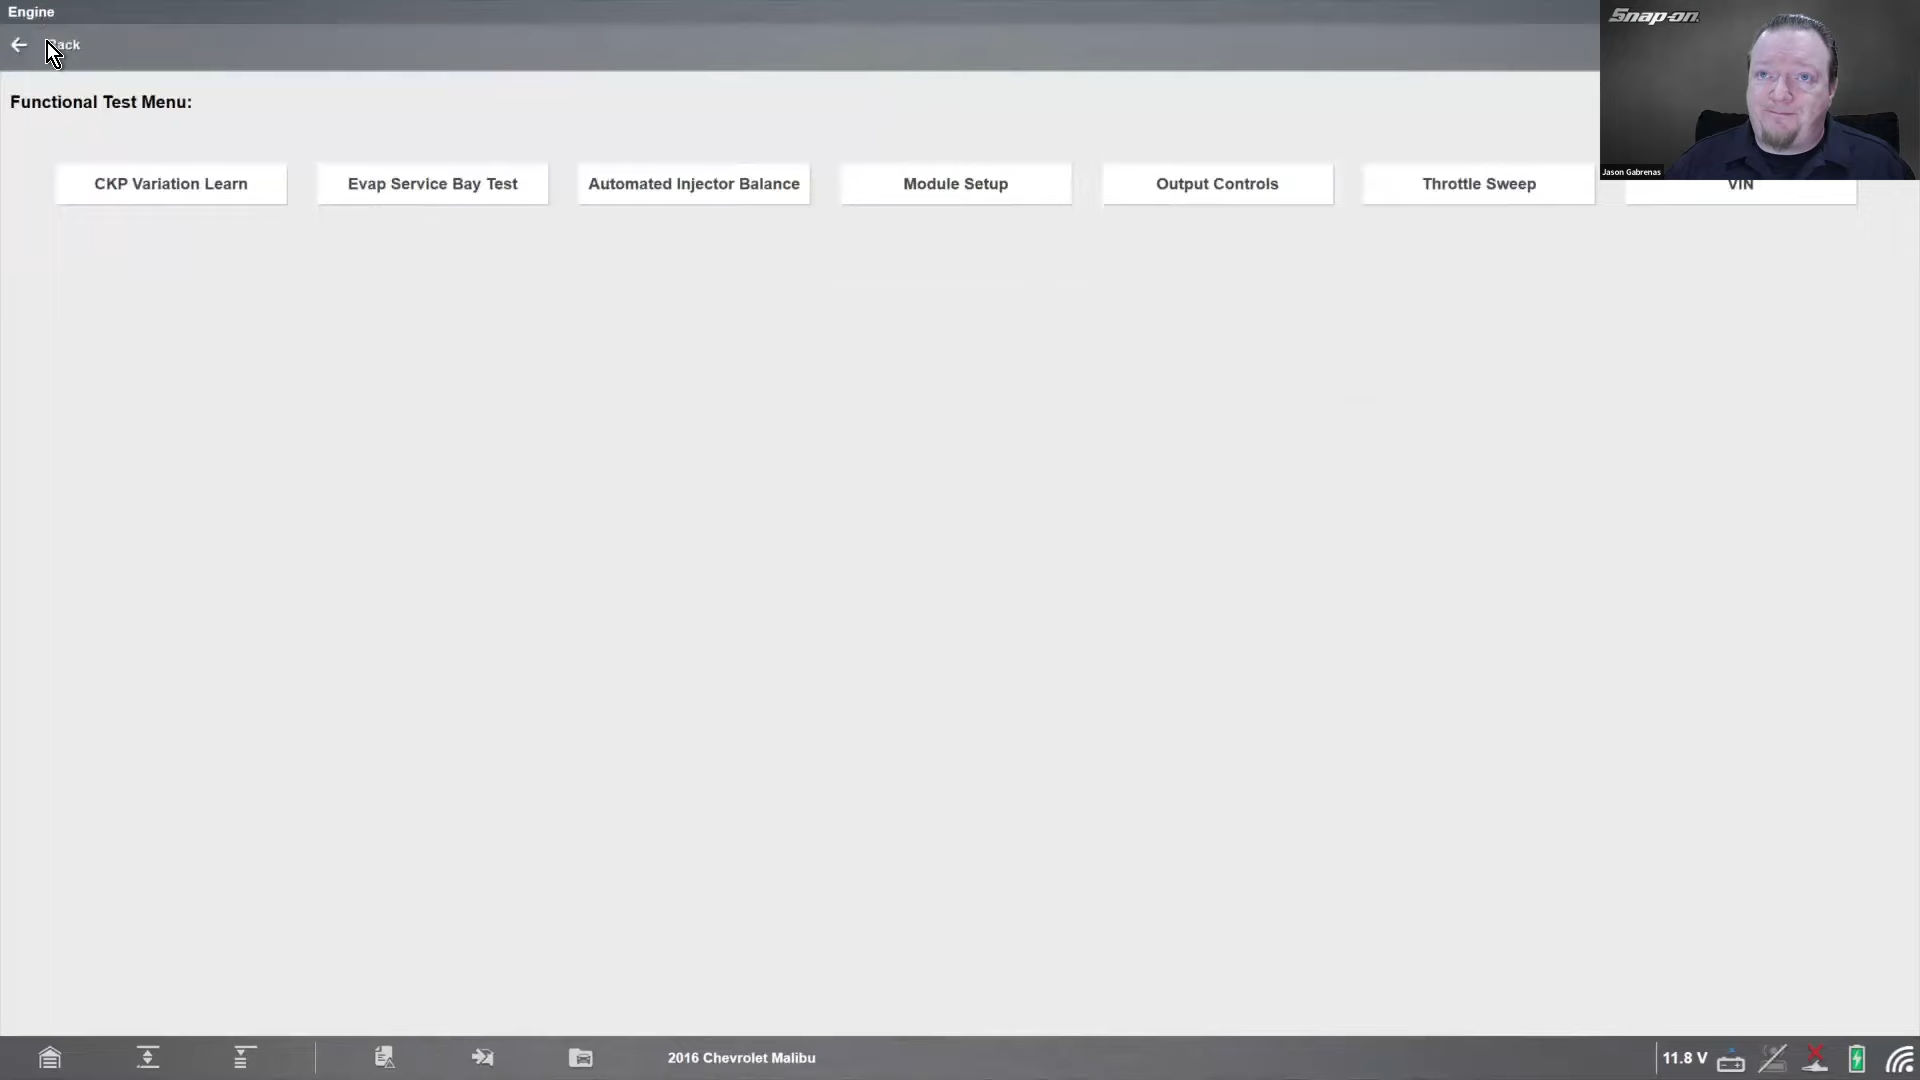 Engine
Back
Functional Test Menu:
CKP Variation Learn
Evap Service Bay Test
Automated Injector Balance
Module Setup
Output Controls
Throttle Sweep
VIN
Snap-on
Jason Gabrenas
2016 Chevrolet Malibu
11.8 V